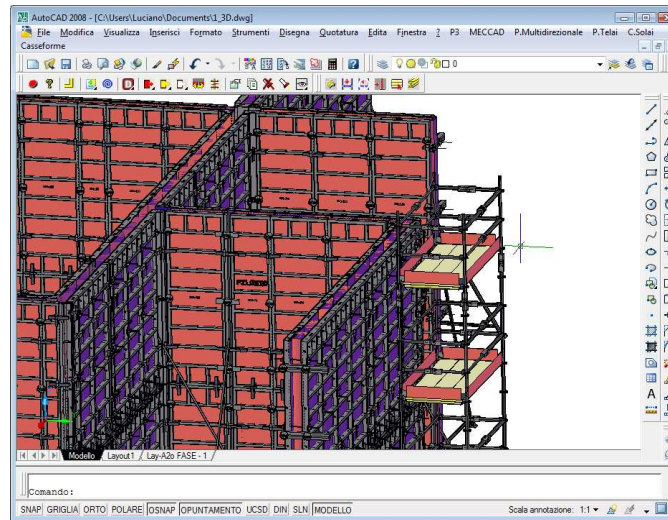 AutoCAD 2008 - [C:\Users\Luciano\Documents\1_3D.dwg]
File Modifica Visualizza Inserisci Formato Strumenti Disegna Quotatura Edita Finestra ? P3 MECCAD P.Multidirezionale P.Telai C.Solai
Casseforme
0
Modello Layout1 Lay-A2o FASE - 1
Comando:
SNAP GRIGLIA ORTO POLARE OSNAP OPUNTAMENTO UCSD DIN SLN MODELLO Scala annotazione: 1:1